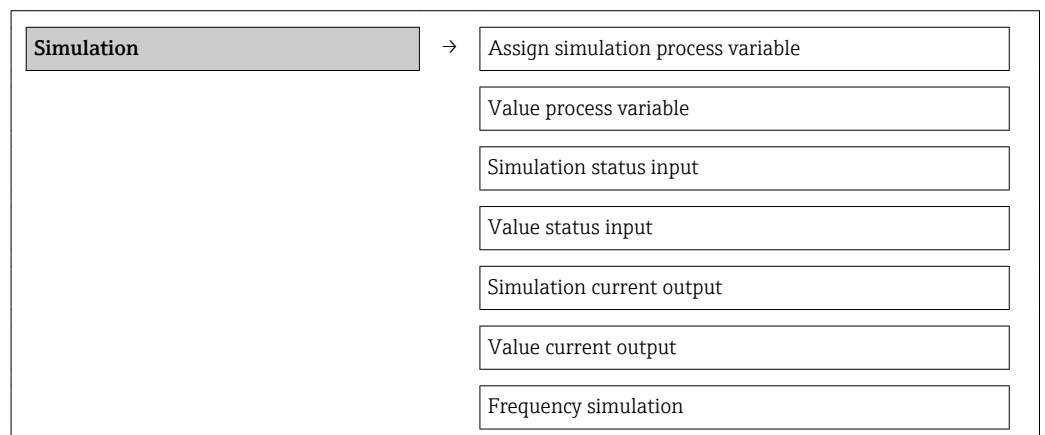 Simulation → Assign simulation process variable
Value process variable
Simulation status input
Value status input
Simulation current output
Value current output
Frequency simulation